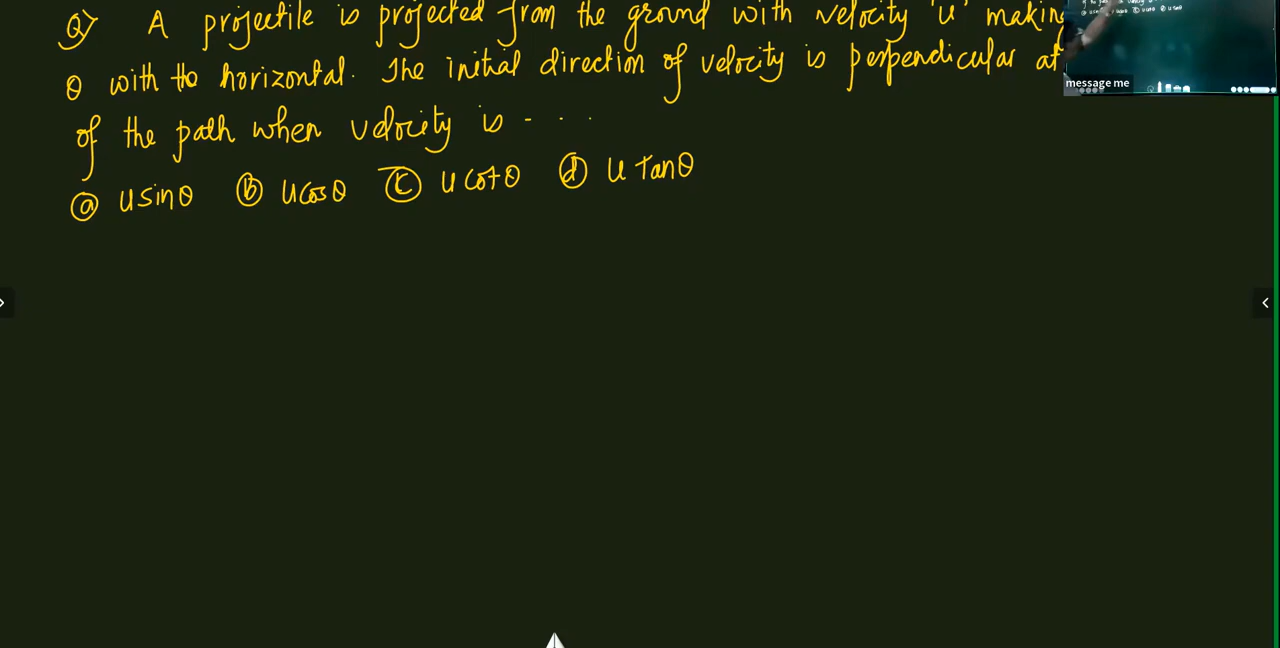 Q) A projectile is projected from the ground with velocity 'u' making
θ with the horizontal. The initial direction of velocity is perpendicular at
of the path when velocity is - . .
(a) u sinθ (b) u cosθ (c) u cotθ (d) u tanθ
message me